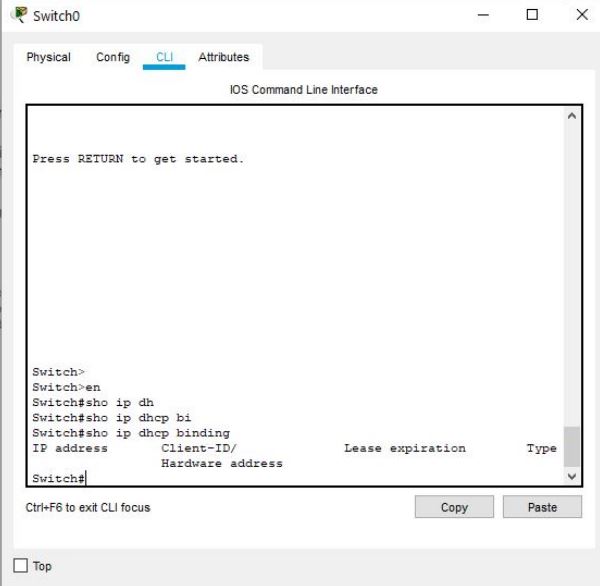 Switch0
Physical Config CLI Attributes
IOS Command Line Interface
Press RETURN to get started.
Switch>
Switch>en
Switch#sho ip dh
Switch#sho ip dhcp bi
Switch#sho ip dhcp binding
IP address Client-ID/ Lease expiration Type
Hardware address
Switch#
Ctrl+F6 to exit CLI focus Copy Paste
Top